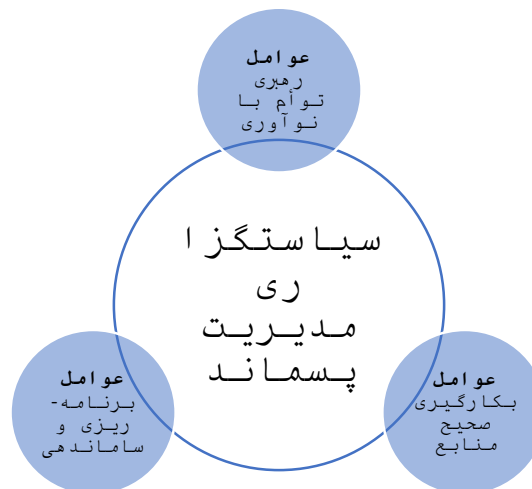 عوامل
رهبری
توأم با
نوآوری
سیاستگزا
ری
مدیریت
پسماند
عوامل
بکارگیری
صحیح
منابع
عوامل
برنامه-
ریزی و
ساماندهی